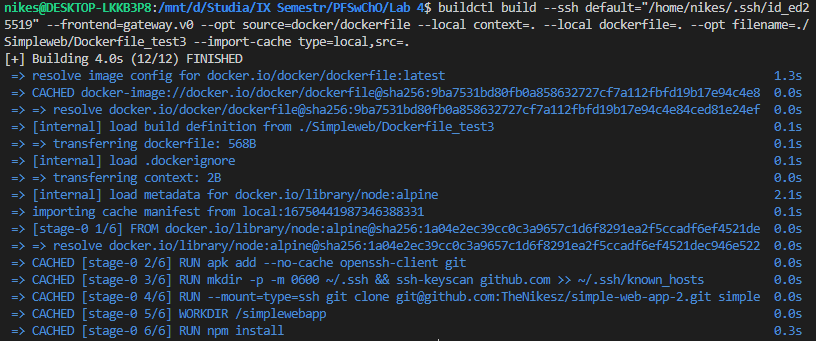 nikes@DESKTOP-LKKB3P8:/mnt/d/Studia/IX Semestr/PFSwChO/Lab 4$ buildctl build --ssh default="/home/nikes/.ssh/id_ed2
5519" --frontend=gateway.v0 --opt source=docker/dockerfile --local context=. --local dockerfile=. --opt filename=./
Simpleweb/Dockerfile_test3 --import-cache type=local,src=.
[+] Building 4.0s (12/12) FINISHED
=> resolve image config for docker.io/docker/dockerfile:latest 1.3s
=> CACHED docker-image://docker.io/docker/dockerfile@sha256:9ba7531bd80fb0a858632727cf7a112fbfd19b17e94c4e8 0.0s
=> => resolve docker.io/docker/dockerfile@sha256:9ba7531bd80fb0a858632727cf7a112fbfd19b17e94c4e84ced81e24ef 0.0s
=> [internal] load build definition from ./Simpleweb/Dockerfile_test3 0.1s
=> => transferring dockerfile: 568B 0.1s
=> [internal] load .dockerignore 0.1s
=> => transferring context: 2B 0.0s
=> [internal] load metadata for docker.io/library/node:alpine 2.1s
=> importing cache manifest from local:16750441987346388331 0.1s
=> [stage-0 1/6] FROM docker.io/library/node:alpine@sha256:1a04e2ec39cc0c3a9657c1d6f8291ea2f5ccadf6ef4521de 0.0s
=> => resolve docker.io/library/node:alpine@sha256:1a04e2ec39cc0c3a9657c1d6f8291ea2f5ccadf6ef4521dec946e522 0.0s
=> CACHED [stage-0 2/6] RUN apk add --no-cache openssh-client git 0.0s
=> CACHED [stage-0 3/6] RUN mkdir -p -m 0600 ~/.ssh && ssh-keyscan github.com >> ~/.ssh/known_hosts 0.0s
=> CACHED [stage-0 4/6] RUN --mount=type=ssh git clone git@github.com:TheNikesz/simple-web-app-2.git simple 0.0s
=> CACHED [stage-0 5/6] WORKDIR /simplewebapp 0.0s
=> CACHED [stage-0 6/6] RUN npm install 0.3s